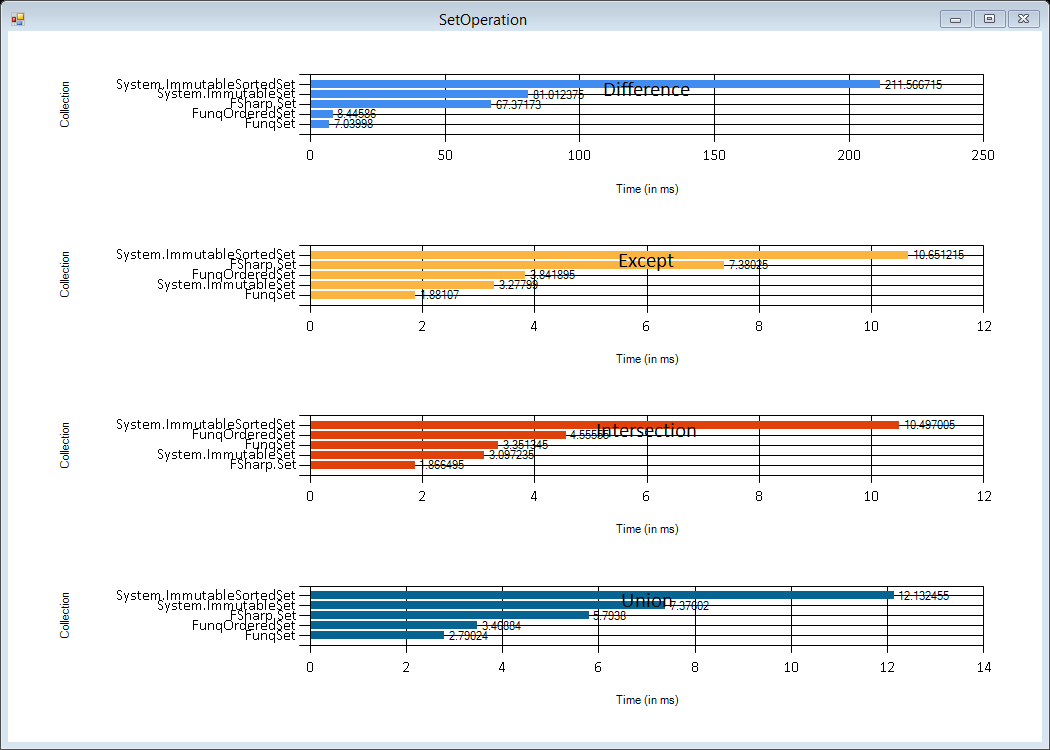 SetOperation
Difference
Collection
System.ImmutableSortedSet 211.566715
System.ImmutableSet 81.012375
FSharp.Set 67.37173
FunqOrderedSet 8.44586
FunqSet 7.03998
0 50 100 150 200 250
Time (in ms)
Except
Collection
System.ImmutableSortedSet 10.651215
FSharp.Set 7.38025
FunqOrderedSet 3.841895
System.ImmutableSet 3.27799
FunqSet 1.88107
0 2 4 6 8 10 12
Time (in ms)
Intersection
Collection
System.ImmutableSortedSet 10.497005
FunqOrderedSet
FunqSet 3.351345
System.ImmutableSet 3.097235
FSharp.Set 1.866495
0 2 4 6 8 10 12
Time (in ms)
Union
Collection
System.ImmutableSortedSet 12.132455
System.ImmutableSet
FSharp.Set 5.7938
FunqOrderedSet 3.46884
FunqSet 2.79024
0 2 4 6 8 10 12 14
Time (in ms)